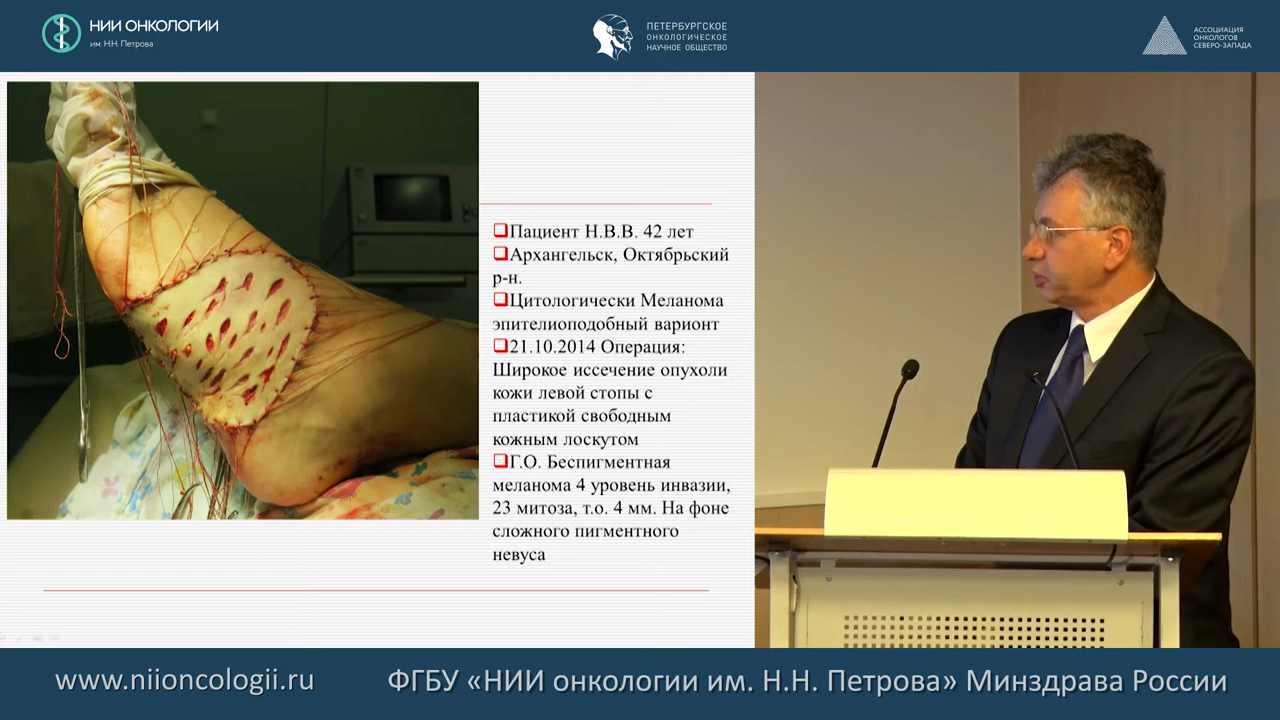 НИИ ОНКОЛОГИИ
им. Н.Н. Петрова
ПЕТЕРБУРГСКОЕ
ОНКОЛОГИЧЕСКОЕ
НАУЧНОЕ ОБЩЕСТВО
АССОЦИАЦИЯ
ОНКОЛОГОВ
СЕВЕРО-ЗАПАДА
Пациент Н.В.В. 42 лет
Архангельск, Октябрьский
р-н.
Цитологически Меланома
эпителиоподобный варионт
21.10.2014 Операция:
Широкое иссечение опухоли
кожи левой стопы с
пластикой свободным
кожным лоскутом
Г.О. Беспигментная
меланома 4 уровень инвазии,
23 митоза, т.о. 4 мм. На фоне
сложного пигментного
невуса
www.niioncologii.ru
ФГБУ «НИИ онкологии им. Н.Н. Петрова» Минздрава России